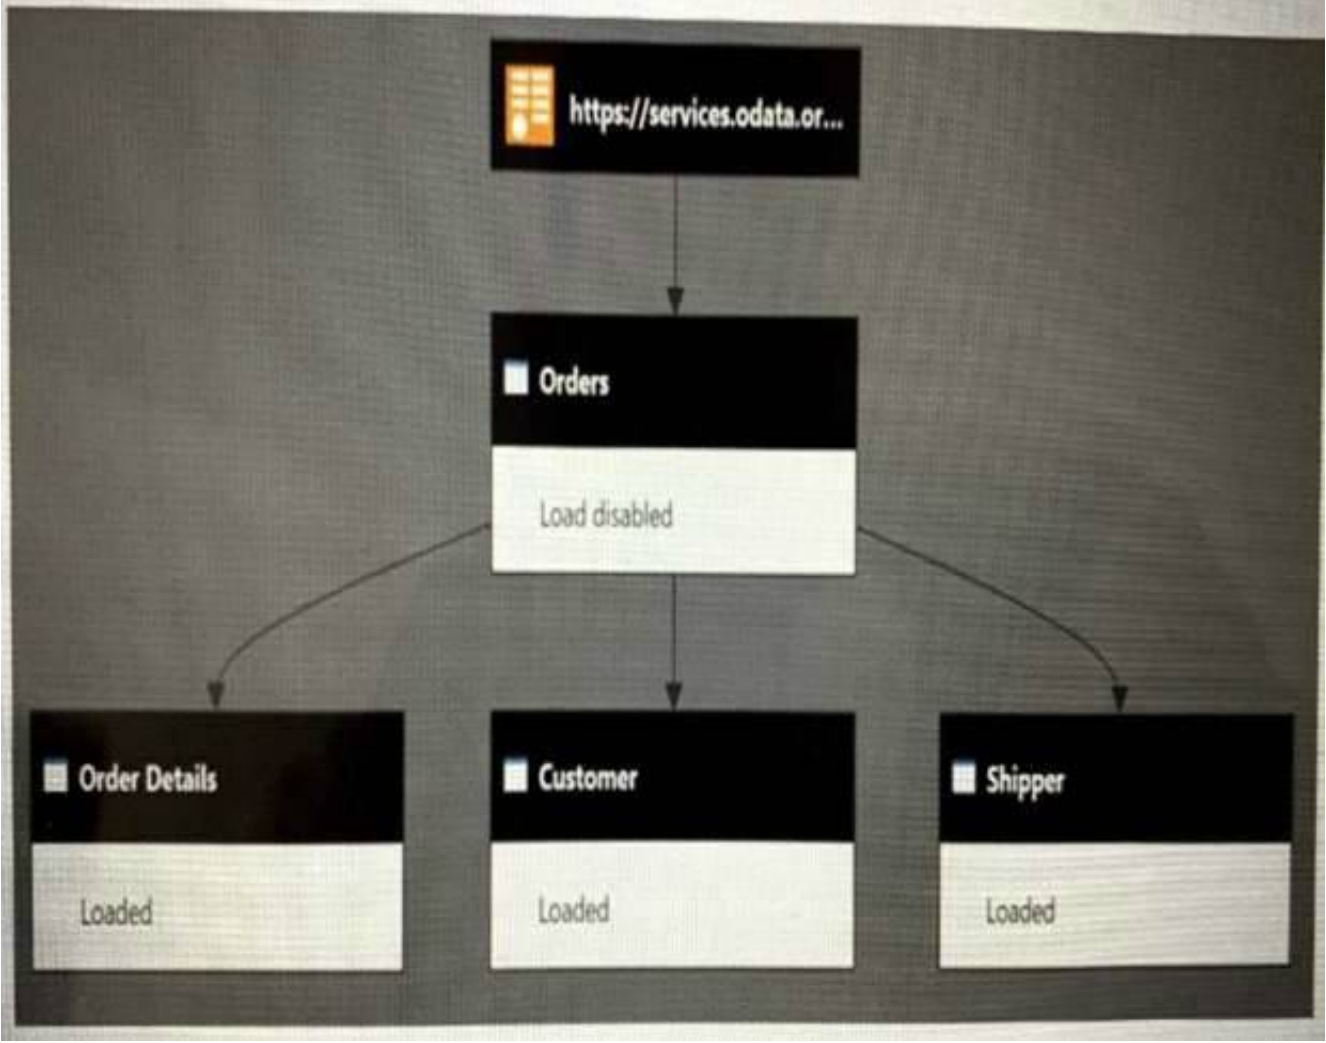 https://services.odata.or...
Orders
Load disabled
Order Details
Customer
Shipper
Loaded
Loaded
Loaded